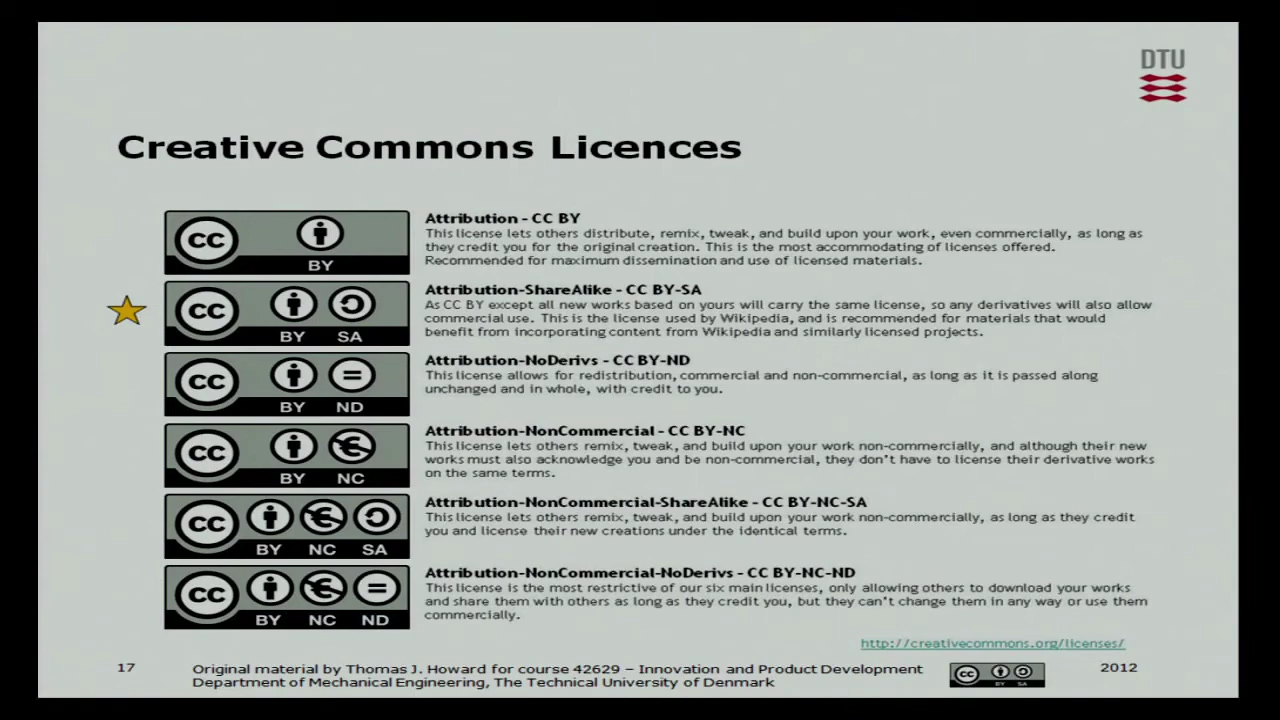 DTU
Creative Commons Licences
cc BY
Attribution - CC BY
This license lets others distribute, remix, tweak, and build upon your work, even commercially, as long as
they credit you for the original creation. This is the most accommodating of licenses offered.
Recommended for maximum dissemination and use of licensed materials.
cc BY SA
Attribution-ShareAlike - CC BY-SA
As CC BY except all new works based on yours will carry the same license, so any derivatives will also allow
commercial use. This is the license used by Wikipedia, and is recommended for materials that would
benefit from incorporating content from Wikipedia and similarly licensed projects.
cc BY ND
Attribution-NoDerivs - CC BY-ND
This license allows for redistribution, commercial and non-commercial, as long as it is passed along
unchanged and in whole, with credit to you.
cc BY NC
Attribution-NonCommercial - CC BY-NC
This license lets others remix, tweak, and build upon your work non-commercially, and although their new
works must also acknowledge you and be non-commercial, they don't have to license their derivative works
on the same terms.
cc BY NC SA
Attribution-NonCommercial-ShareAlike - CC BY-NC-SA
This license lets others remix, tweak, and build upon your work non-commercially, as long as they credit
you and license their new creations under the identical terms.
cc BY NC ND
Attribution-NonCommercial-NoDerivs - CC BY-NC-ND
This license is the most restrictive of our six main licenses, only allowing others to download your works
and share them with others as long as they credit you, but they can't change them in any way or use them
commercially.
http://creativecommons.org/licenses/
17
Original material by Thomas J. Howard for course 42629 – Innovation and Product Development
Department of Mechanical Engineering, The Technical University of Denmark
cc BY SA
2012